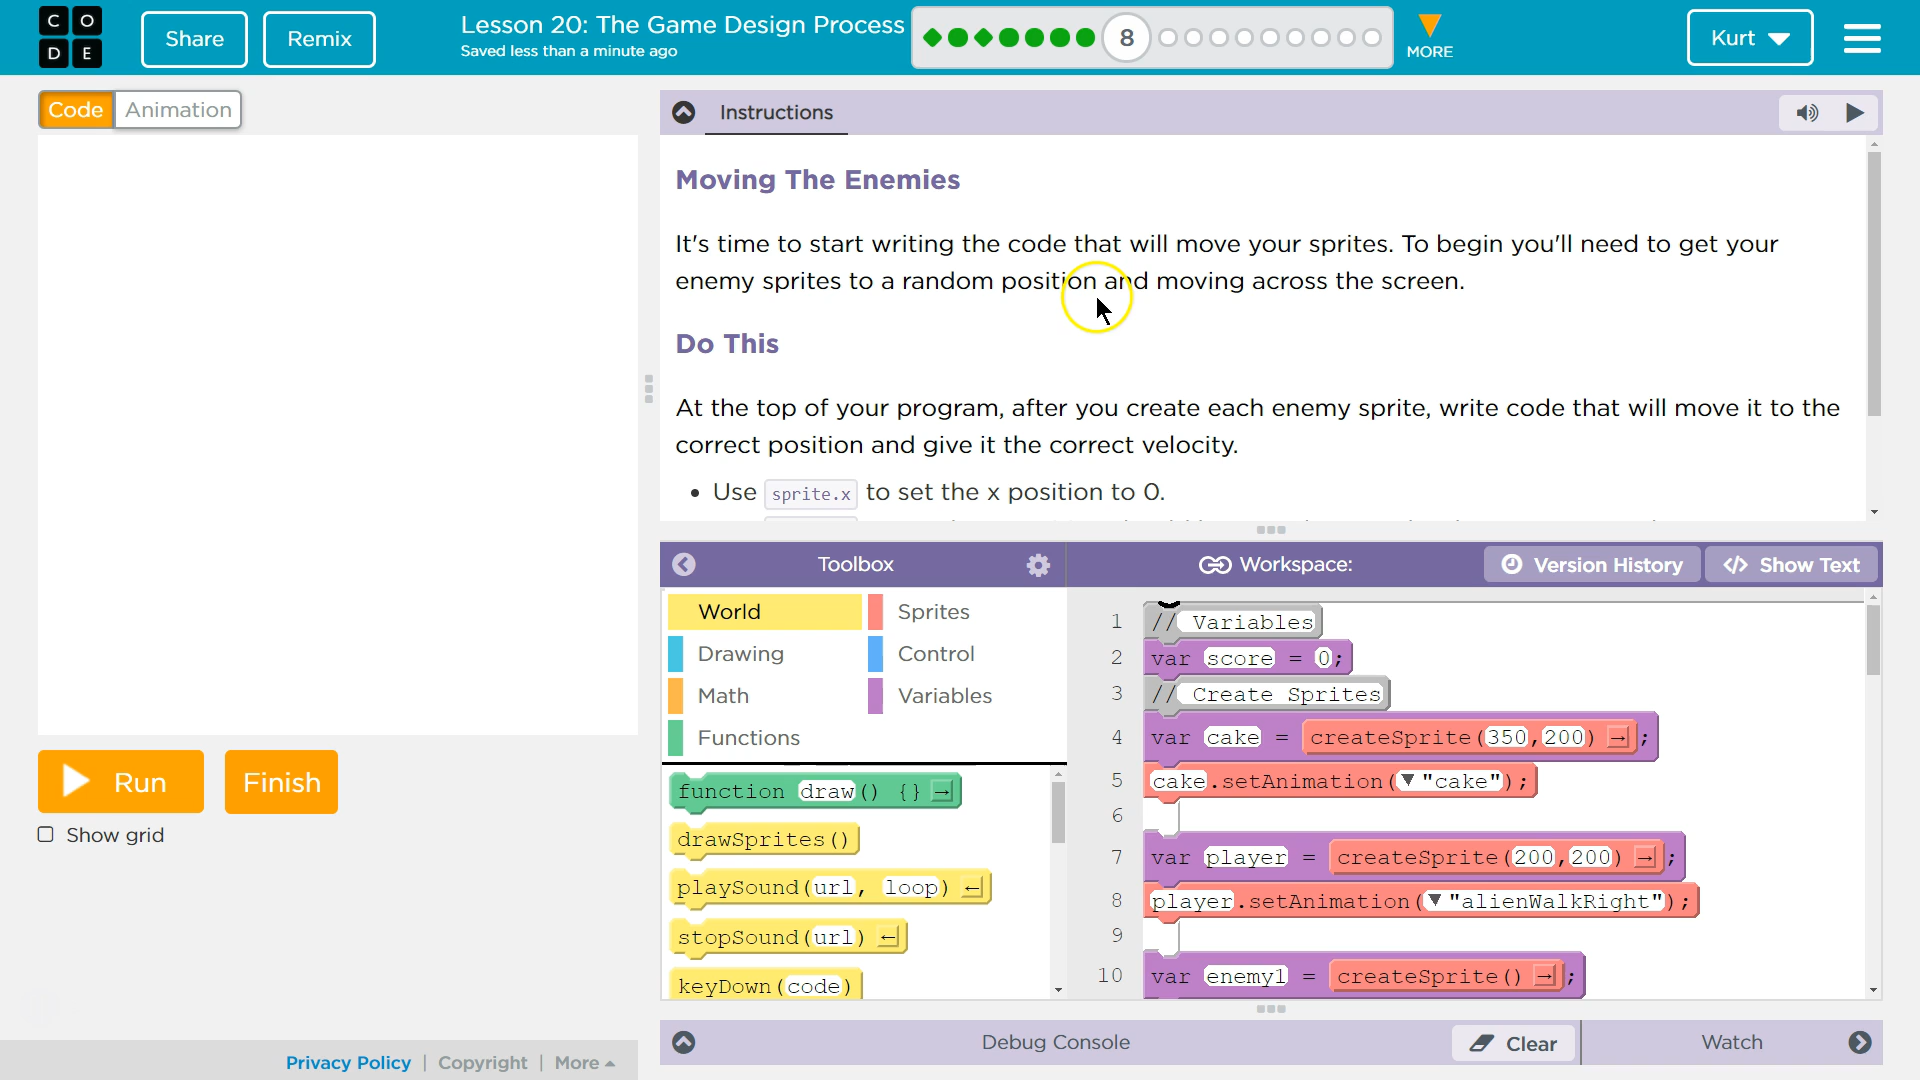 CODE
Share
Remix
Lesson 20: The Game Design Process
Saved less than a minute ago
8
MORE
Kurt
Code
Animation
Instructions
Moving The Enemies
It's time to start writing the code that will move your sprites. To begin you'll need to get your
enemy sprites to a random position and moving across the screen.
Do This
At the top of your program, after you create each enemy sprite, write code that will move it to the
correct position and give it the correct velocity.
• Use sprite.x to set the x position to 0.
Run
Finish
Show grid
Toolbox
Workspace:
Version History
</> Show Text
World
Sprites
Drawing
Control
Math
Variables
Functions
function draw() {} →
drawSprites()
playSound(url, loop) ←
stopSound(url) ←
keyDown(code)
1 // Variables
2 var score = 0;
3 // Create Sprites
4 var cake = createSprite(350,200) → ;
5 cake.setAnimation(▼ "cake");
6
7 var player = createSprite(200,200) → ;
8 player.setAnimation(▼ "alienWalkRight");
9
10 var enemy1 = createSprite() → ;
Debug Console
Clear
Watch
Privacy Policy | Copyright | More ▲